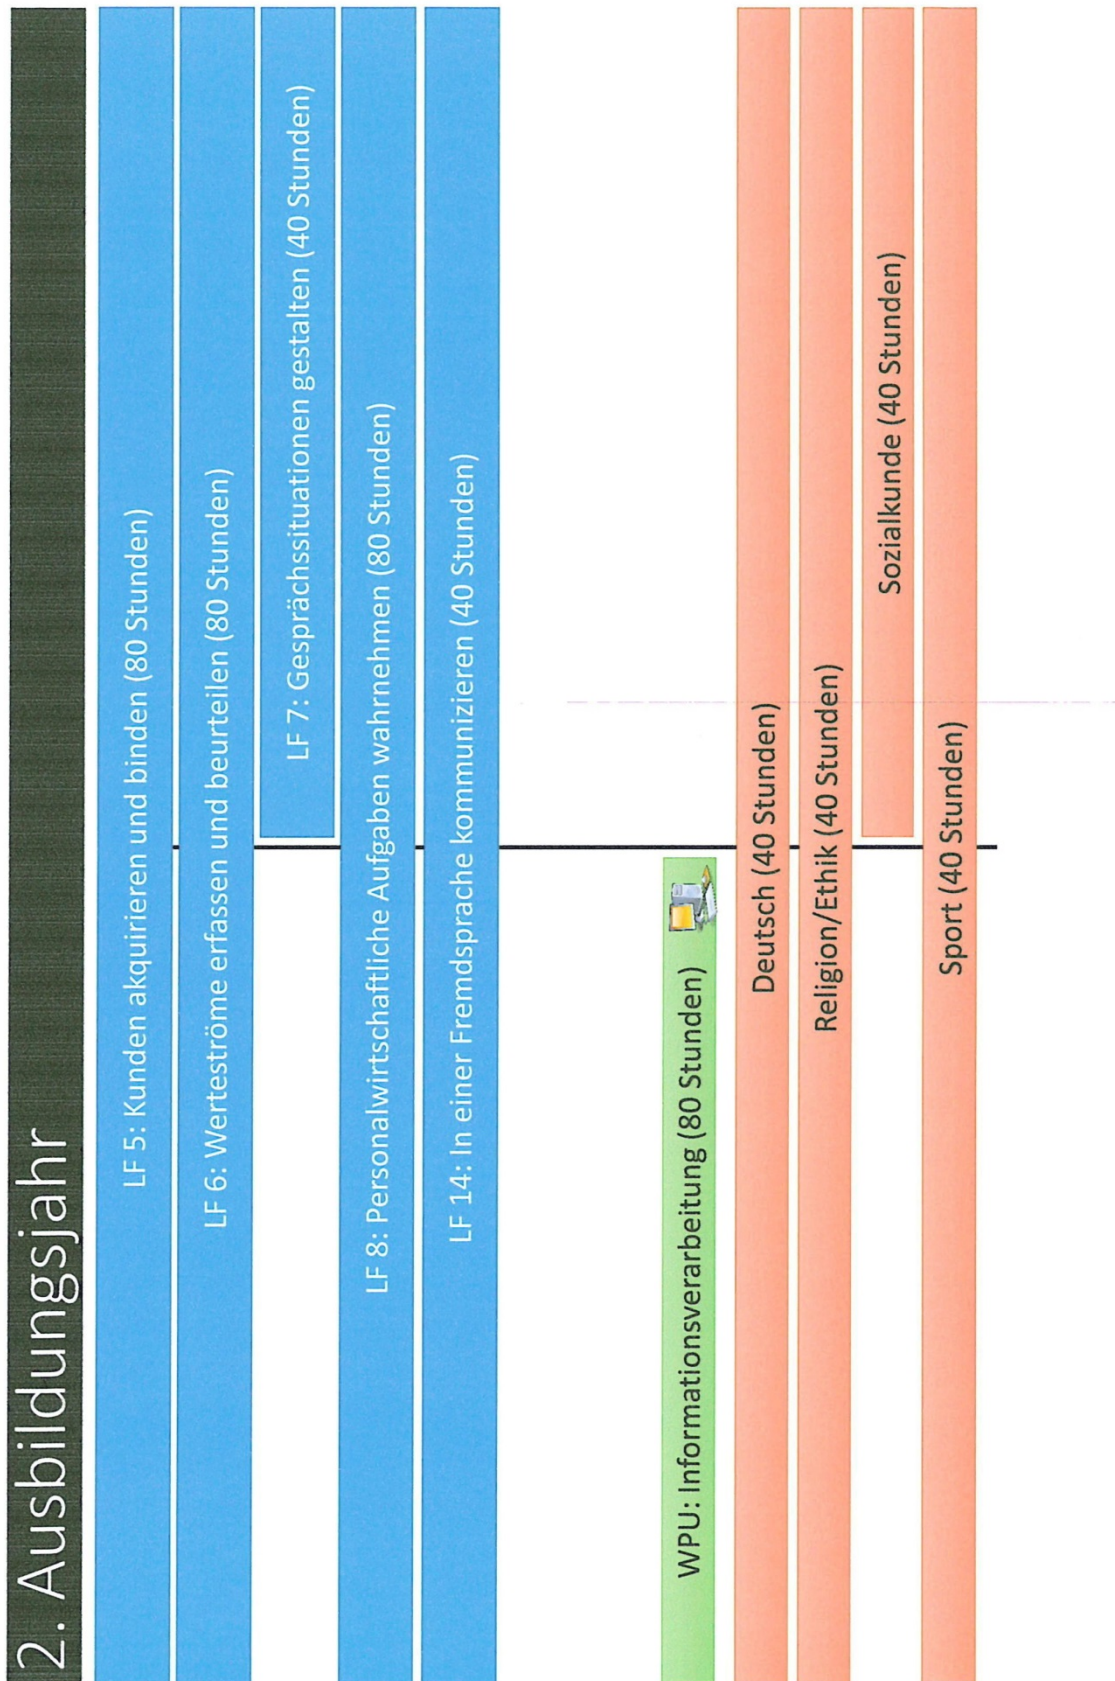 2. Ausbildungsjahr
LF 5: Kunden akquirieren und binden (80 Stunden)
LF 6: Werteströme erfassen und beurteilen (80 Stunden)
LF 7: Gesprächssituationen gestalten (40 Stunden)
LF 8: Personalwirtschaftliche Aufgaben wahrnehmen (80 Stunden)
LF 14: In einer Fremdsprache kommunizieren (40 Stunden)
WPU: Informationsverarbeitung (80 Stunden)
Deutsch (40 Stunden)
Religion/Ethik (40 Stunden)
Sozialkunde (40 Stunden)
Sport (40 Stunden)